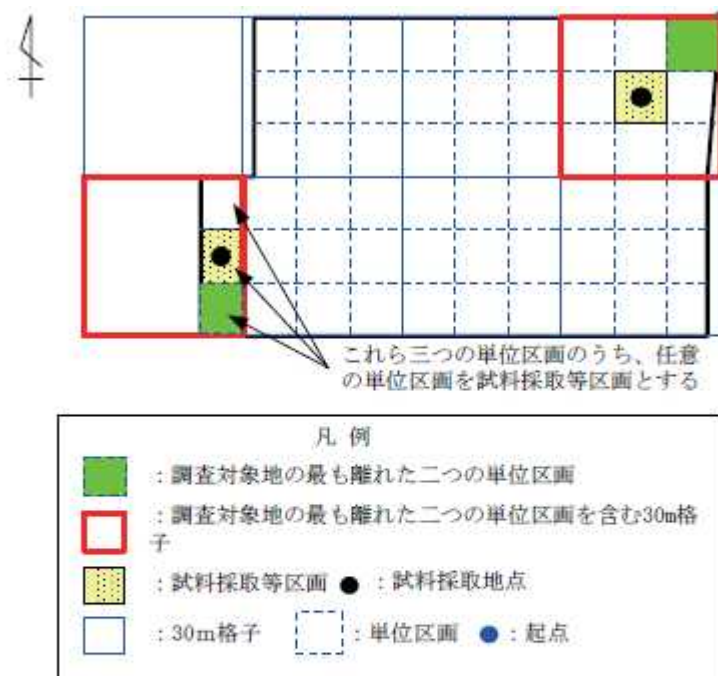 これら三つの単位区画のうち、任意
の単位区画を試料採取等区画とする
凡 例
：調査対象地の最も離れた二つの単位区画
：調査対象地の最も離れた二つの単位区画を含む30m格
子
：試料採取等区画 ：試料採取地点
：30m格子 ：単位区画 ：起点